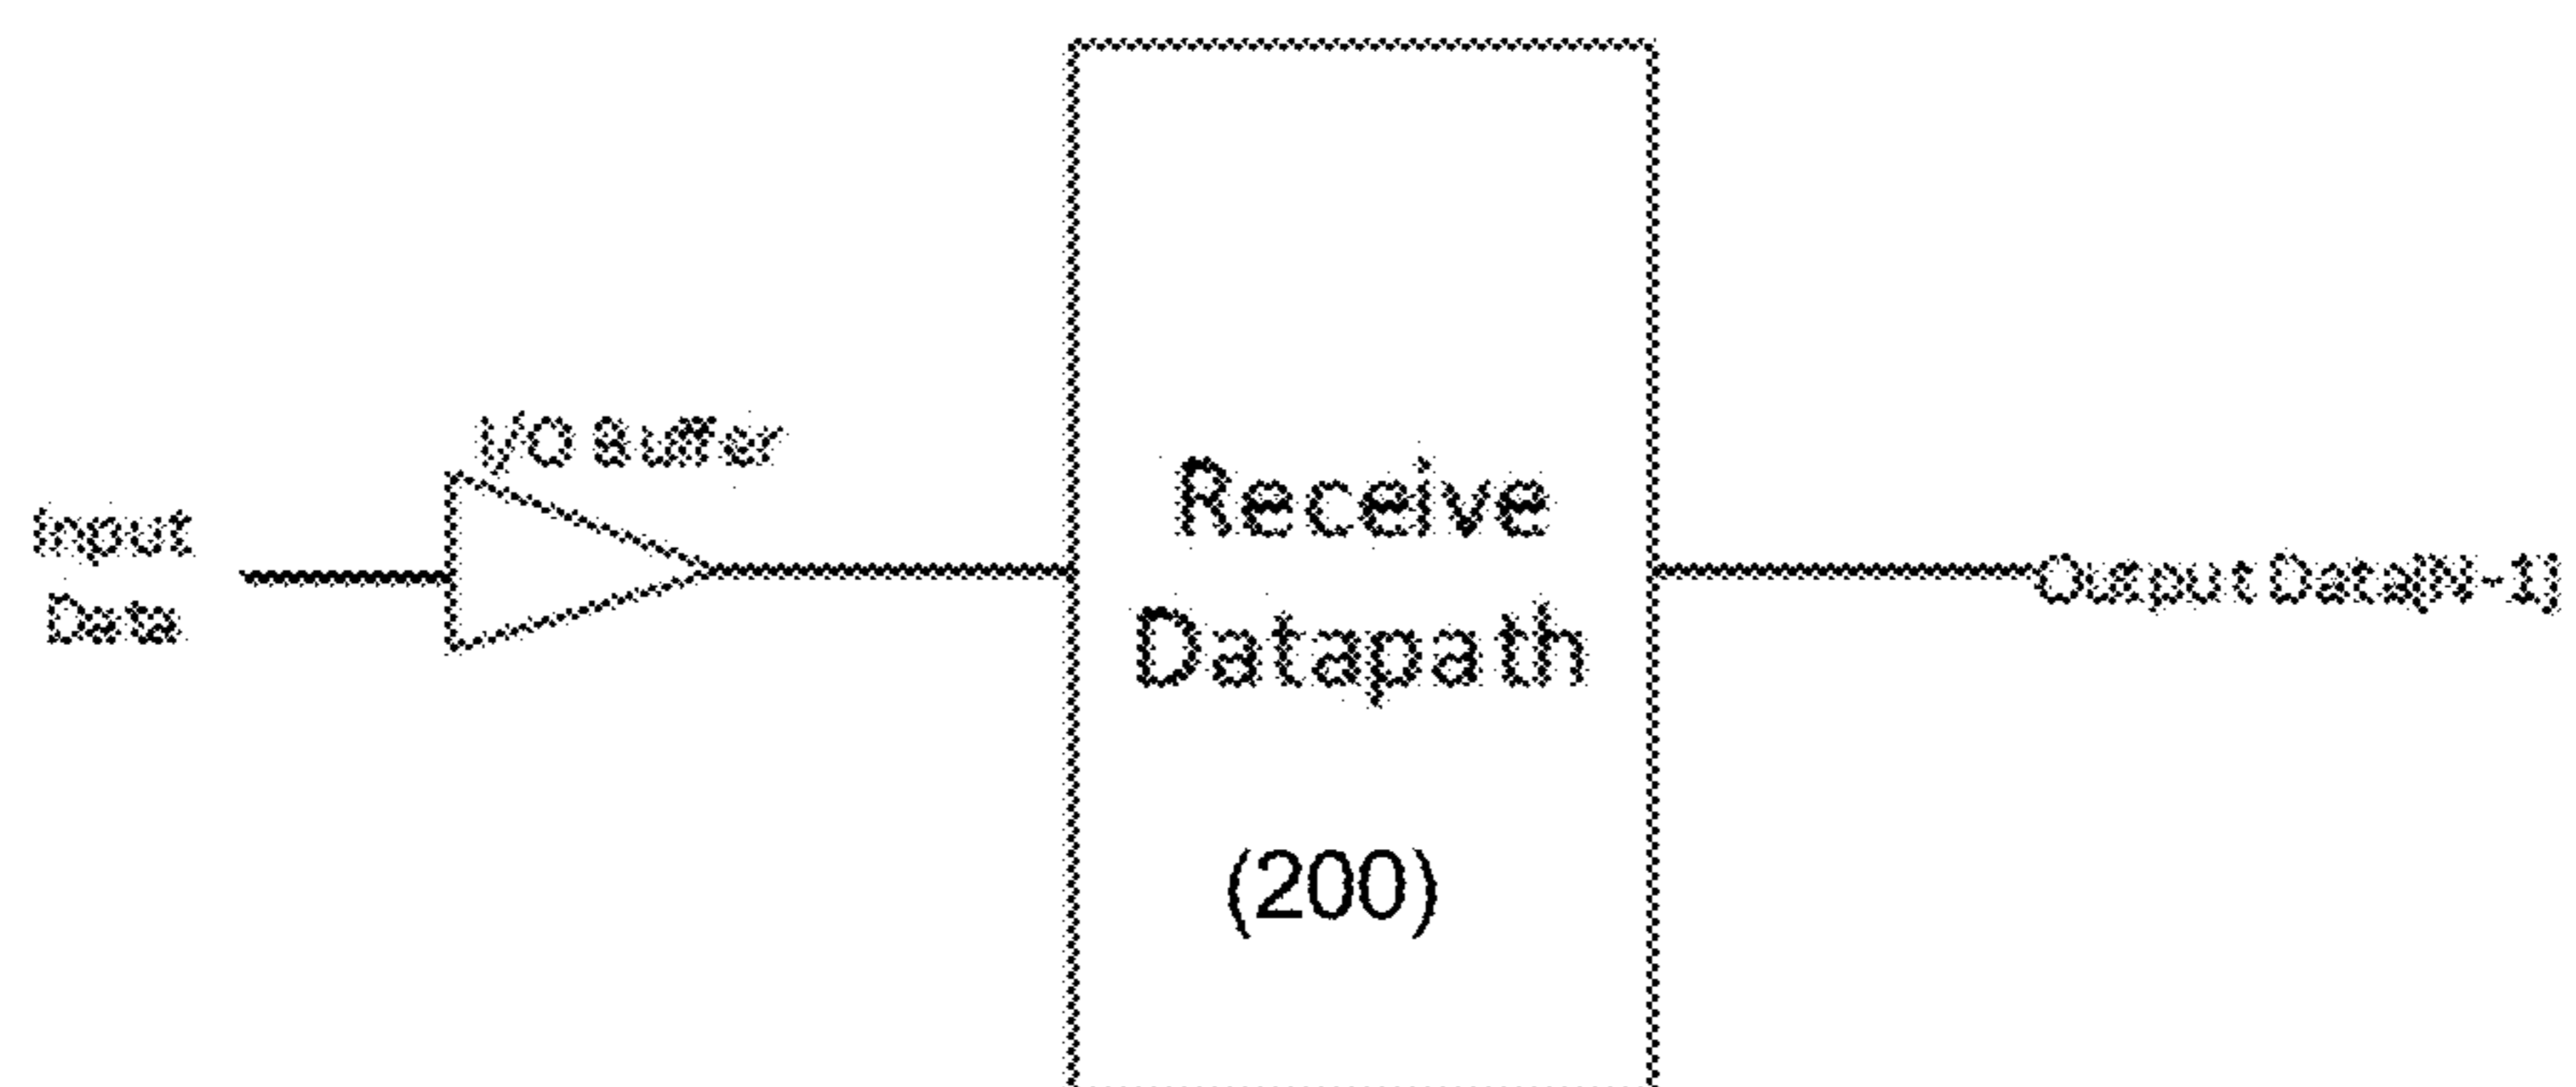 I/O Buffer
Input
Data
Receive
Datapath
(200)
Output Data[N-1]